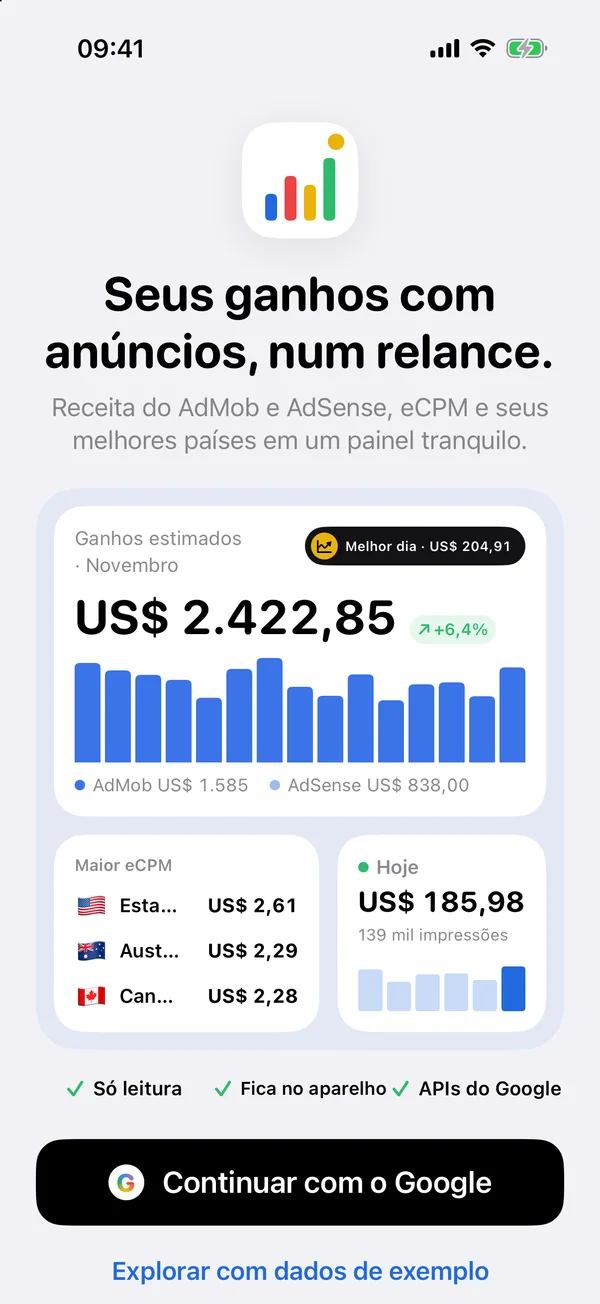 09:41
Seus ganhos com
anúncios, num relance.
Receita do AdMob e AdSense, eCPM e seus
melhores países em um painel tranquilo.
Ganhos estimados
· Novembro
Melhor dia · US$ 204,91
US$ 2.422,85
+6,4%
AdMob US$ 1.585
AdSense US$ 838,00
Maior eCPM
Esta... US$ 2,61
Aust... US$ 2,29
Can... US$ 2,28
Hoje
US$ 185,98
139 mil impressões
Só leitura
Fica no aparelho
APIs do Google
G Continuar com o Google
Explorar com dados de exemplo